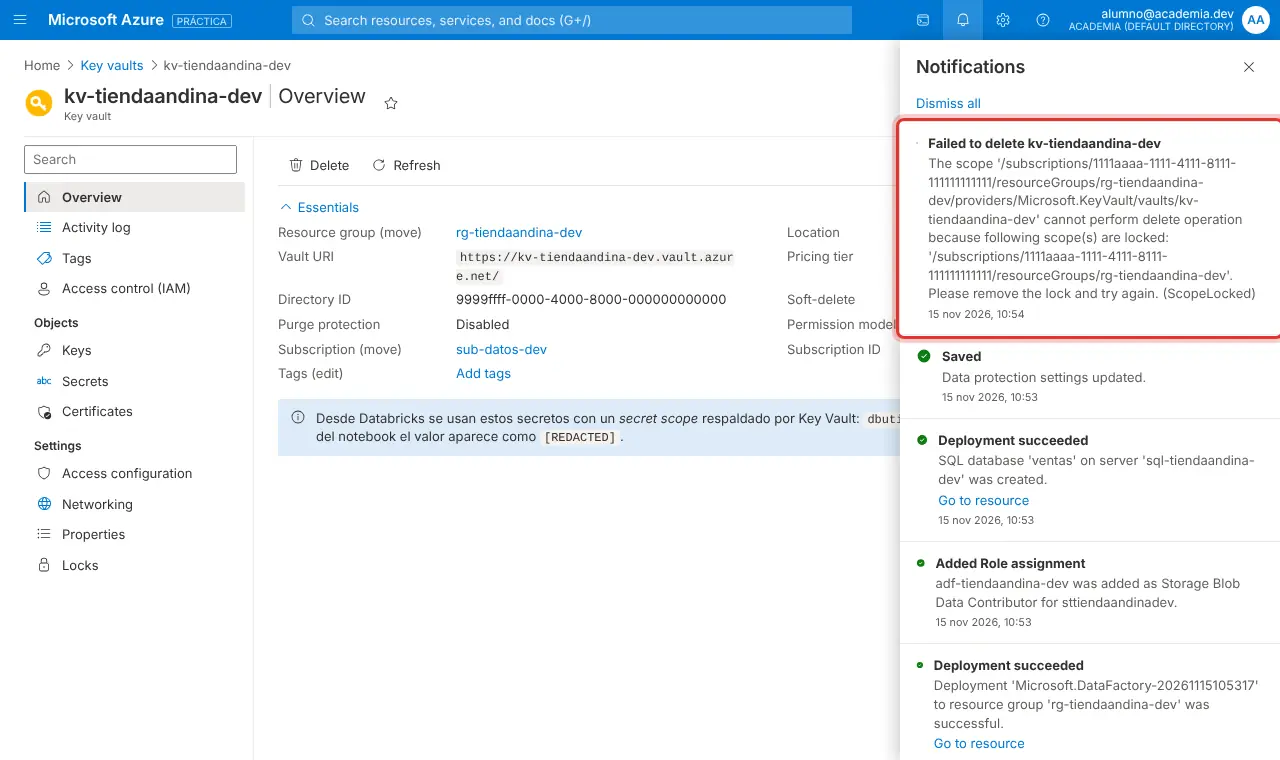 Microsoft Azure PRÁCTICA
Search resources, services, and docs (G+/)
alumno@academia.dev
ACADEMIA (DEFAULT DIRECTORY)
AA
Home > Key vaults > kv-tiendaandina-dev
kv-tiendaandina-dev | Overview
Key vault
Search
Overview
Activity log
Tags
Access control (IAM)
Objects
Keys
abc Secrets
Certificates
Settings
Access configuration
Networking
Properties
Locks
Delete Refresh
Essentials
Resource group (move) rg-tiendaandina-dev Location
Vault URI https://kv-tiendaandina-dev.vault.azur Pricing tier
e.net/
Directory ID 9999ffff-0000-4000-8000-000000000000 Soft-delete
Purge protection Disabled Permission model
Subscription (move) sub-datos-dev Subscription ID
Tags (edit) Add tags
Desde Databricks se usan estos secretos con un secret scope respaldado por Key Vault: dbuti
del notebook el valor aparece como [REDACTED].
Notifications
Dismiss all
Failed to delete kv-tiendaandina-dev
The scope '/subscriptions/1111aaaa-1111-4111-8111-
111111111111/resourceGroups/rg-tiendaandina-
dev/providers/Microsoft.KeyVault/vaults/kv-
tiendaandina-dev' cannot perform delete operation
because following scope(s) are locked:
'/subscriptions/1111aaaa-1111-4111-8111-
111111111111/resourceGroups/rg-tiendaandina-dev'.
Please remove the lock and try again. (ScopeLocked)
15 nov 2026, 10:54
Saved
Data protection settings updated.
15 nov 2026, 10:53
Deployment succeeded
SQL database 'ventas' on server 'sql-tiendaandina-
dev' was created.
Go to resource
15 nov 2026, 10:53
Added Role assignment
adf-tiendaandina-dev was added as Storage Blob
Data Contributor for sttiendaandinadev.
15 nov 2026, 10:53
Deployment succeeded
Deployment 'Microsoft.DataFactory-20261115105317'
to resource group 'rg-tiendaandina-dev' was
successful.
Go to resource